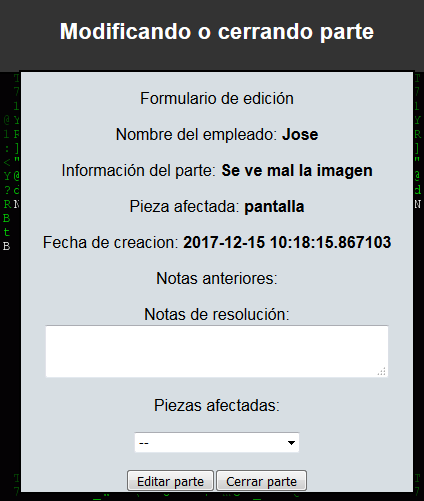 Modificando o cerrando parte
Formulario de edición
Nombre del empleado: Jose
Información del parte: Se ve mal la imagen
Pieza afectada: pantalla
Fecha de creacion: 2017-12-15 10:18:15.867103
Notas anteriores:
Notas de resolución:
Piezas afectadas:
--
Editar parte Cerrar parte